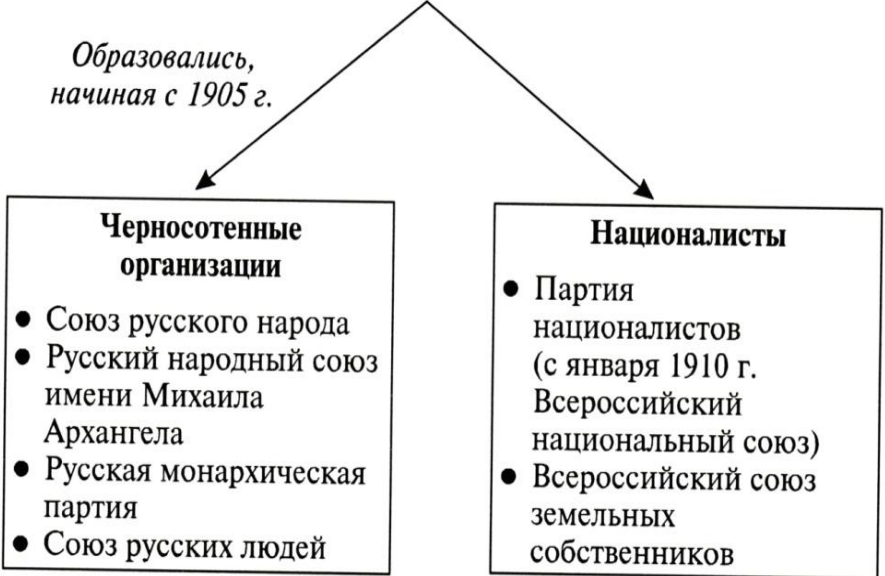 Образовались,
начиная с 1905 г.
Черносотенные
организации
● Союз русского народа
● Русский народный союз
имени Михаила
Архангела
● Русская монархическая
партия
● Союз русских людей
Националисты
● Партия
националистов
(с января 1910 г.
Всероссийский
национальный союз)
● Всероссийский союз
земельных
собственников